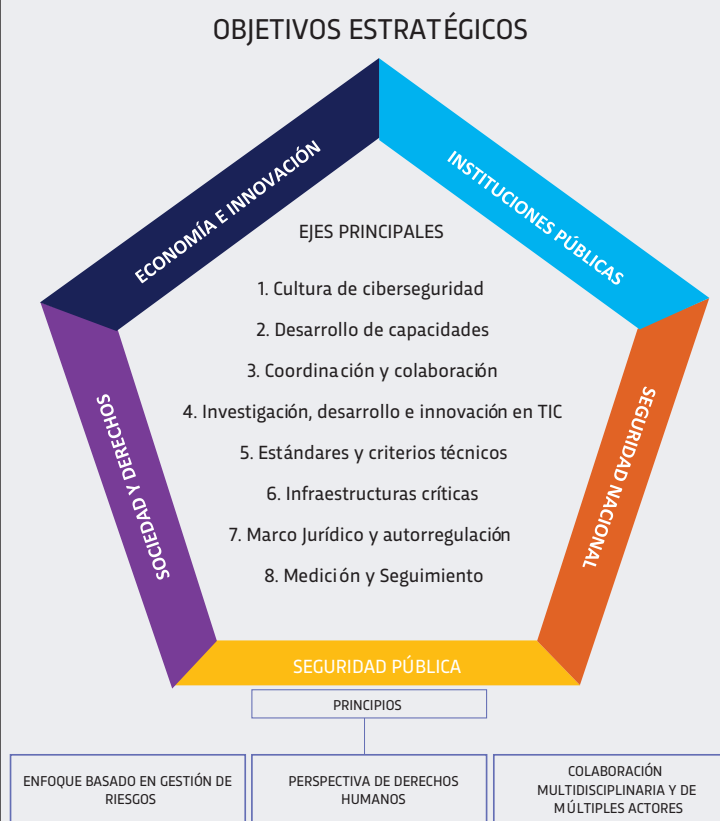 OBJETIVOS ESTRATÉGICOS
ECONOMÍA E INNOVACIÓN
INSTITUCIONES PÚBLICAS
EJES PRINCIPALES
1. Cultura de ciberseguridad
2. Desarrollo de capacidades
3. Coordinación y colaboración
4. Investigación, desarrollo e innovación en TIC
5. Estándares y criterios técnicos
6. Infraestructuras críticas
7. Marco Jurídico y autorregulación
8. Medición y Seguimiento
SOCIEDAD Y DERECHOS
SEGURIDAD NACIONAL
SEGURIDAD PÚBLICA
PRINCIPIOS
ENFOQUE BASADO EN GESTIÓN DE
RIESGOS
PERSPECTIVA DE DERECHOS
HUMANOS
COLABORACIÓN
MULTIDISCIPLINARIA Y DE
MÚLTIPLES ACTORES